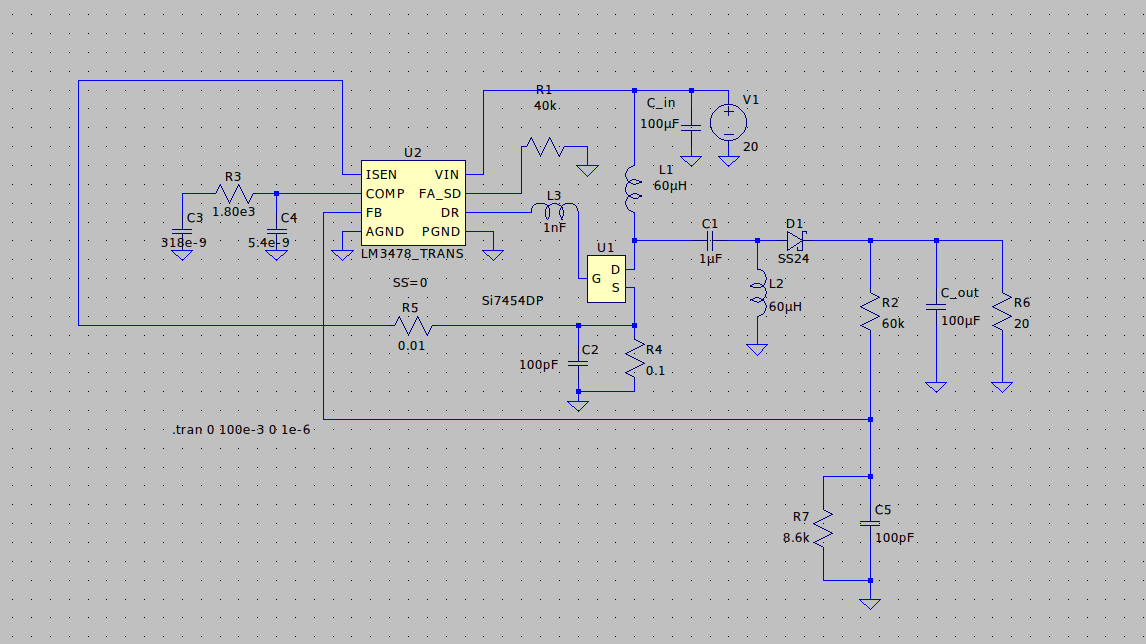 R1
40k
C_in
100µF
V1
20
U2
ISEN
VIN
COMP
FA_SD
FB
DR
AGND
PGND
LM3478_TRANS
R3
1.80e3
C3
318e-9
C4
5.4e-9
L3
1nF
L1
60µH
U1
G
D
S
C1
1µF
D1
SS24
SS=0
Si7454DP
R5
0.01
L2
60µH
R2
60k
C_out
100µF
R6
20
C2
100pF
R4
0.1
.tran 0 100e-3 0 1e-6
R7
8.6k
C5
100pF